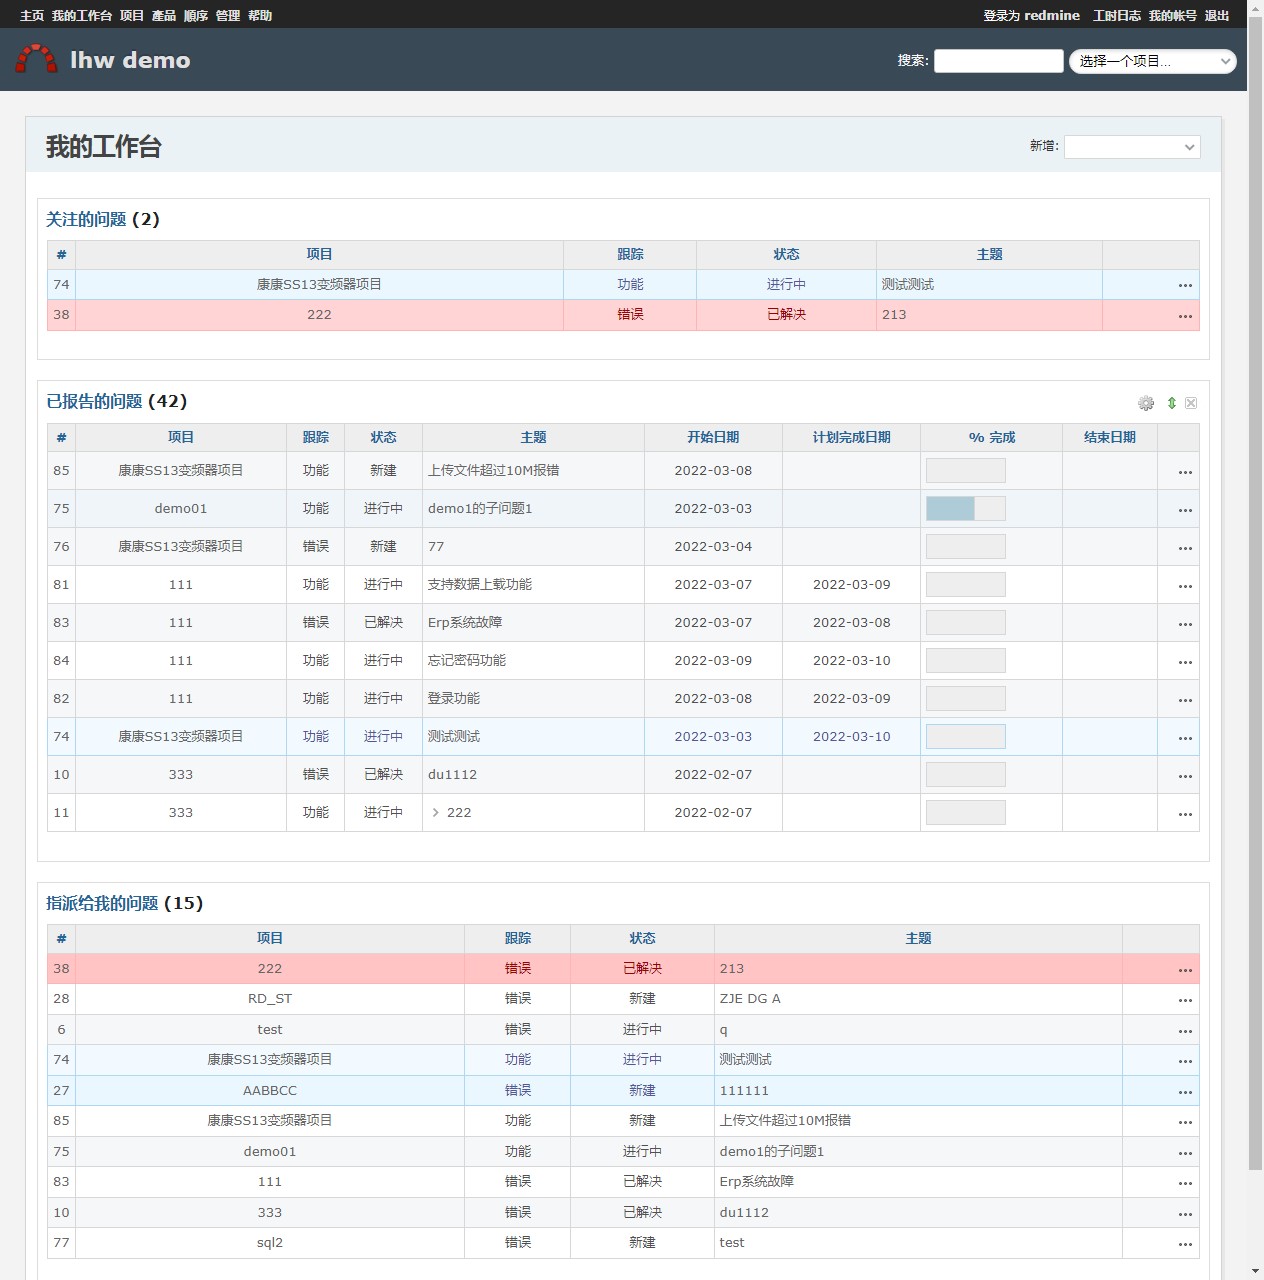 主页 我的工作台 项目 產品 順序 管理 帮助 登录为 redmine 工时日志 我的帐号 退出
lhw demo 搜索: 选择一个项目...
我的工作台 新增:
关注的问题 (2)
# 项目 跟踪 状态 主题
74 康康SS13变频器项目 功能 进行中 测试测试 ...
38 222 错误 已解决 213 ...
已报告的问题 (42)
# 项目 跟踪 状态 主题 开始日期 计划完成日期 % 完成 结束日期
85 康康SS13变频器项目 功能 新建 上传文件超过10M报错 2022-03-08 ...
75 demo01 功能 进行中 demo1的子问题1 2022-03-03 ...
76 康康SS13变频器项目 错误 新建 77 2022-03-04 ...
81 111 功能 进行中 支持数据上载功能 2022-03-07 2022-03-09 ...
83 111 错误 已解决 Erp系统故障 2022-03-07 2022-03-08 ...
84 111 功能 进行中 忘记密码功能 2022-03-09 2022-03-10 ...
82 111 功能 进行中 登录功能 2022-03-08 2022-03-09 ...
74 康康SS13变频器项目 功能 进行中 测试测试 2022-03-03 2022-03-10 ...
10 333 错误 已解决 du1112 2022-02-07 ...
11 333 功能 进行中 > 222 2022-02-07 ...
指派给我的问题 (15)
# 项目 跟踪 状态 主题
38 222 错误 已解决 213 ...
28 RD_ST 错误 新建 ZJE DG A ...
6 test 错误 进行中 q ...
74 康康SS13变频器项目 功能 进行中 测试测试 ...
27 AABBCC 错误 新建 111111 ...
85 康康SS13变频器项目 功能 新建 上传文件超过10M报错 ...
75 demo01 功能 进行中 demo1的子问题1 ...
83 111 错误 已解决 Erp系统故障 ...
10 333 错误 已解决 du1112 ...
77 sql2 错误 新建 test ...